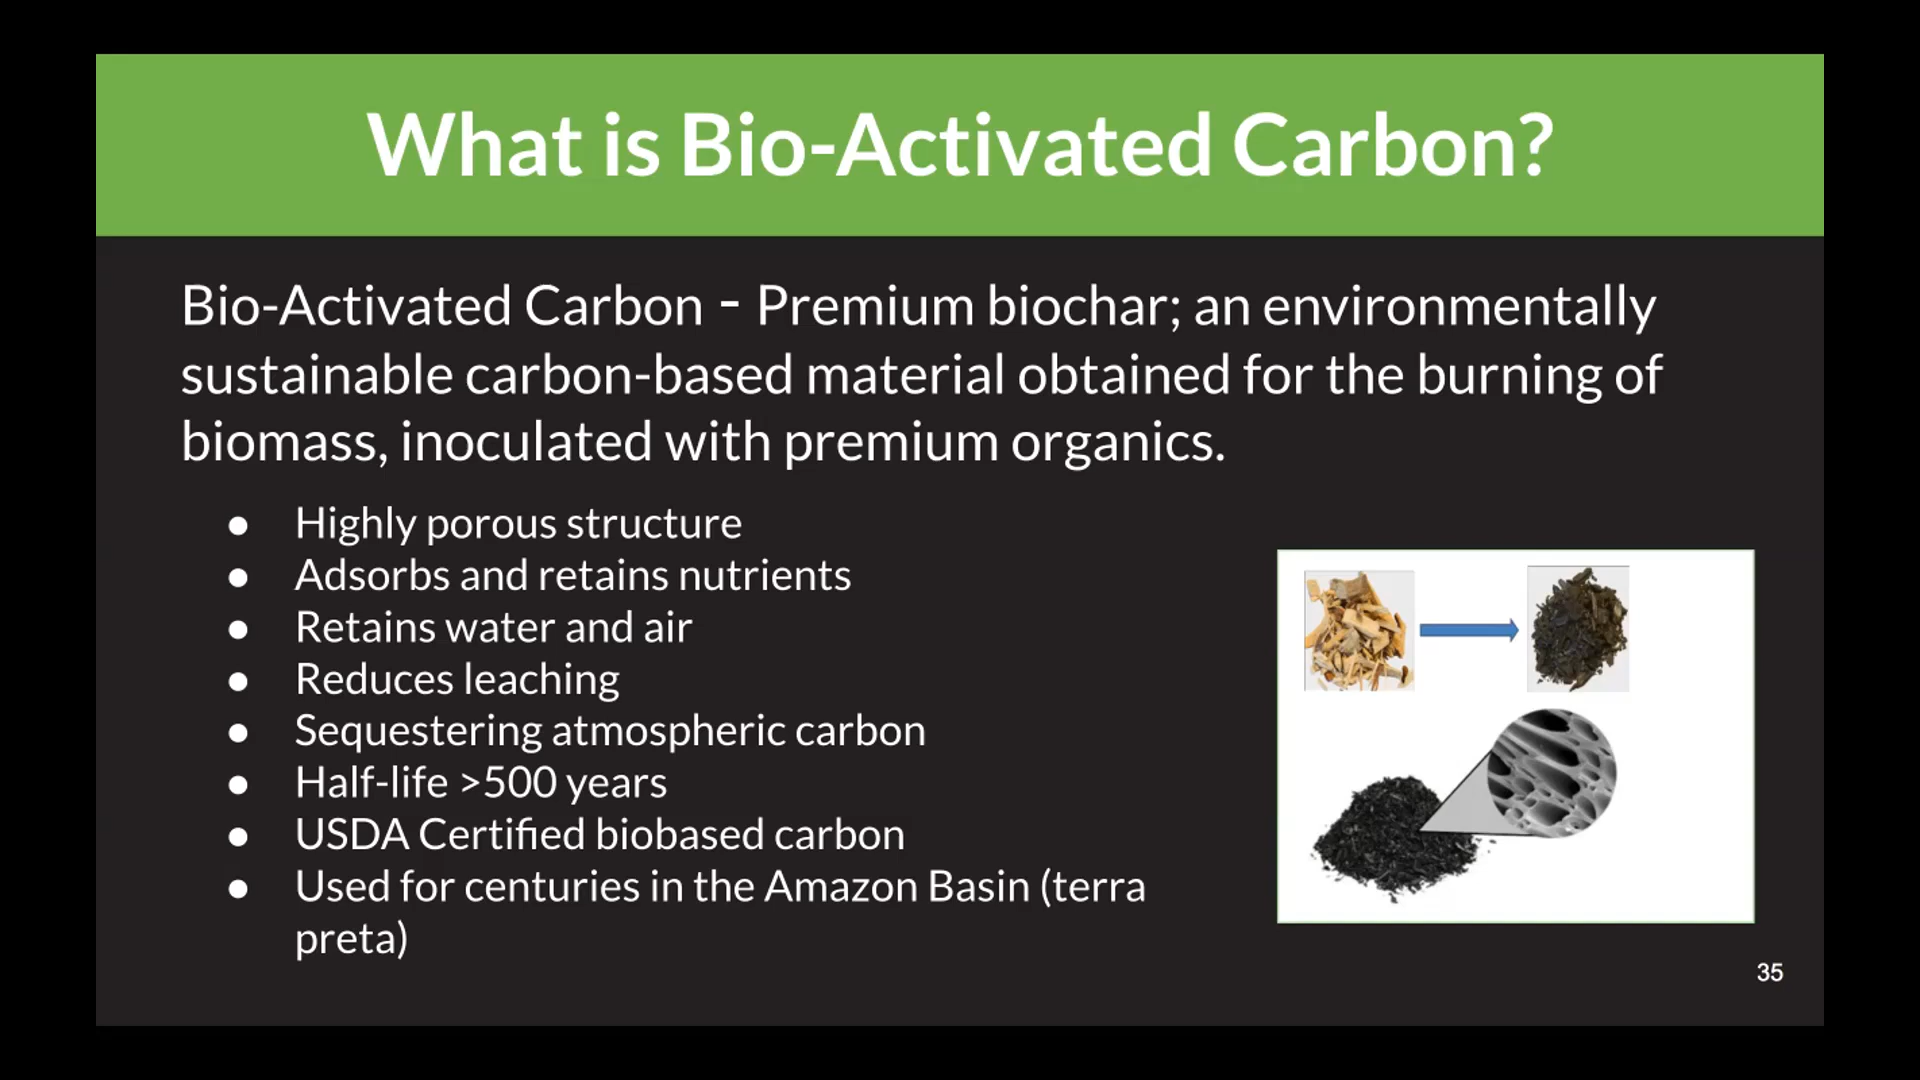 What is Bio-Activated Carbon?
Bio-Activated Carbon - Premium biochar; an environmentally
sustainable carbon-based material obtained for the burning of
biomass, inoculated with premium organics.
● Highly porous structure
● Adsorbs and retains nutrients
● Retains water and air
● Reduces leaching
● Sequestering atmospheric carbon
● Half-life >500 years
● USDA Certified biobased carbon
● Used for centuries in the Amazon Basin (terra
preta)
35